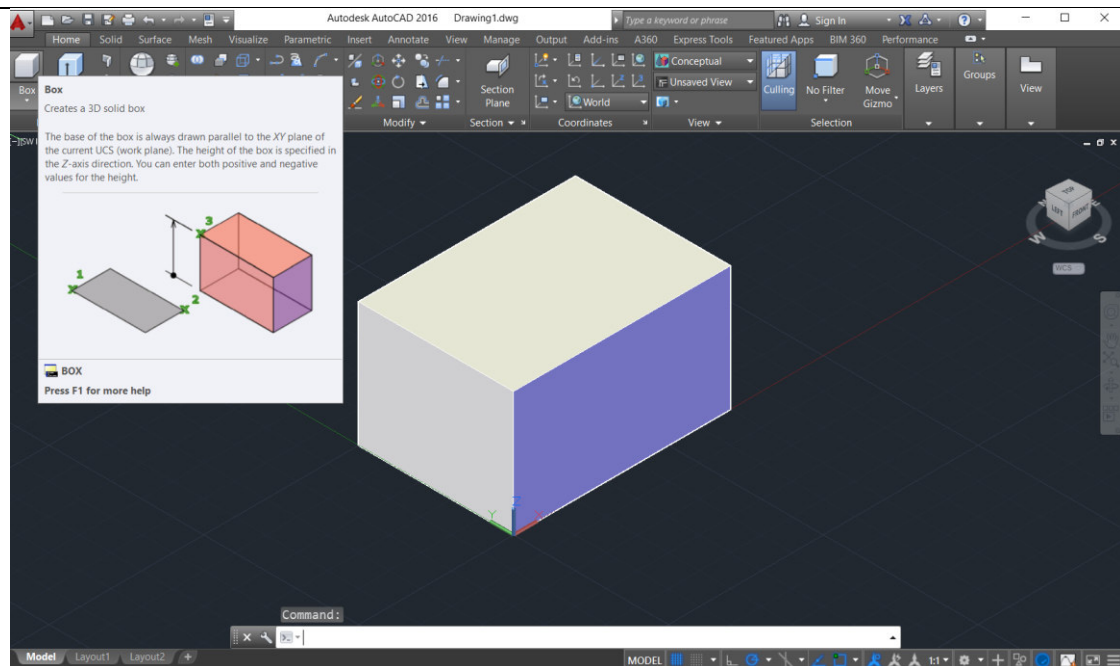 Autodesk AutoCAD 2016 Drawing1.dwg
Type a keyword or phrase
Sign In
Home Solid Surface Mesh Visualize Parametric Insert Annotate View Manage Output Add-ins A360 Express Tools Featured Apps BIM 360 Performance
Box
Section
Plane
World
Conceptual
Unsaved View
Culling
No Filter
Move
Gizmo
Layers
Groups
View
Modify
Section
Coordinates
View
Selection
Box
Creates a 3D solid box
The base of the box is always drawn parallel to the XY plane of
the current UCS (work plane). The height of the box is specified in
the Z-axis direction. You can enter both positive and negative
values for the height.
1
2
3
BOX
Press F1 for more help
TOP
LEFT
FRONT
W
S
WCS
Z
Y
Command:
Model Layout1 Layout2 +
MODEL
1:1